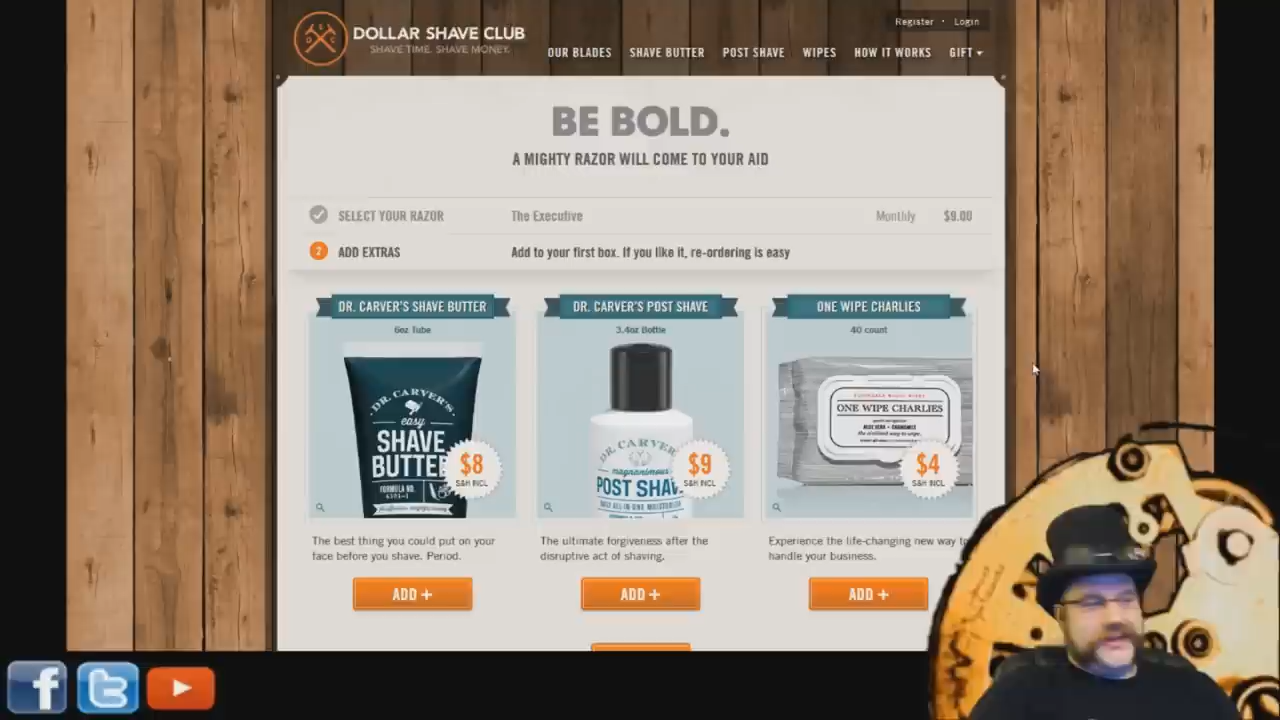 Register · Login
DOLLAR SHAVE CLUB
SHAVE TIME. SHAVE MONEY.
OUR BLADES SHAVE BUTTER POST SHAVE WIPES HOW IT WORKS GIFT
BE BOLD.
A MIGHTY RAZOR WILL COME TO YOUR AID
SELECT YOUR RAZOR The Executive Monthly $9.00
2 ADD EXTRAS Add to your first box. If you like it, re-ordering is easy
DR. CARVER'S SHAVE BUTTER
6oz Tube
DR. CARVER'S
easy
SHAVE
BUTTER
FORMULA NO.
$8
S&H INCL
The best thing you could put on your
face before you shave. Period.
ADD +
DR. CARVER'S POST SHAVE
3.4oz Bottle
DR. CARVER
magnanimous
POST SHAV
$9
S&H INCL
The ultimate forgiveness after the
disruptive act of shaving.
ADD +
ONE WIPE CHARLIES
40 count
ONE WIPE CHARLIES
$4
S&H INCL
Experience the life-changing new way to
handle your business.
ADD +